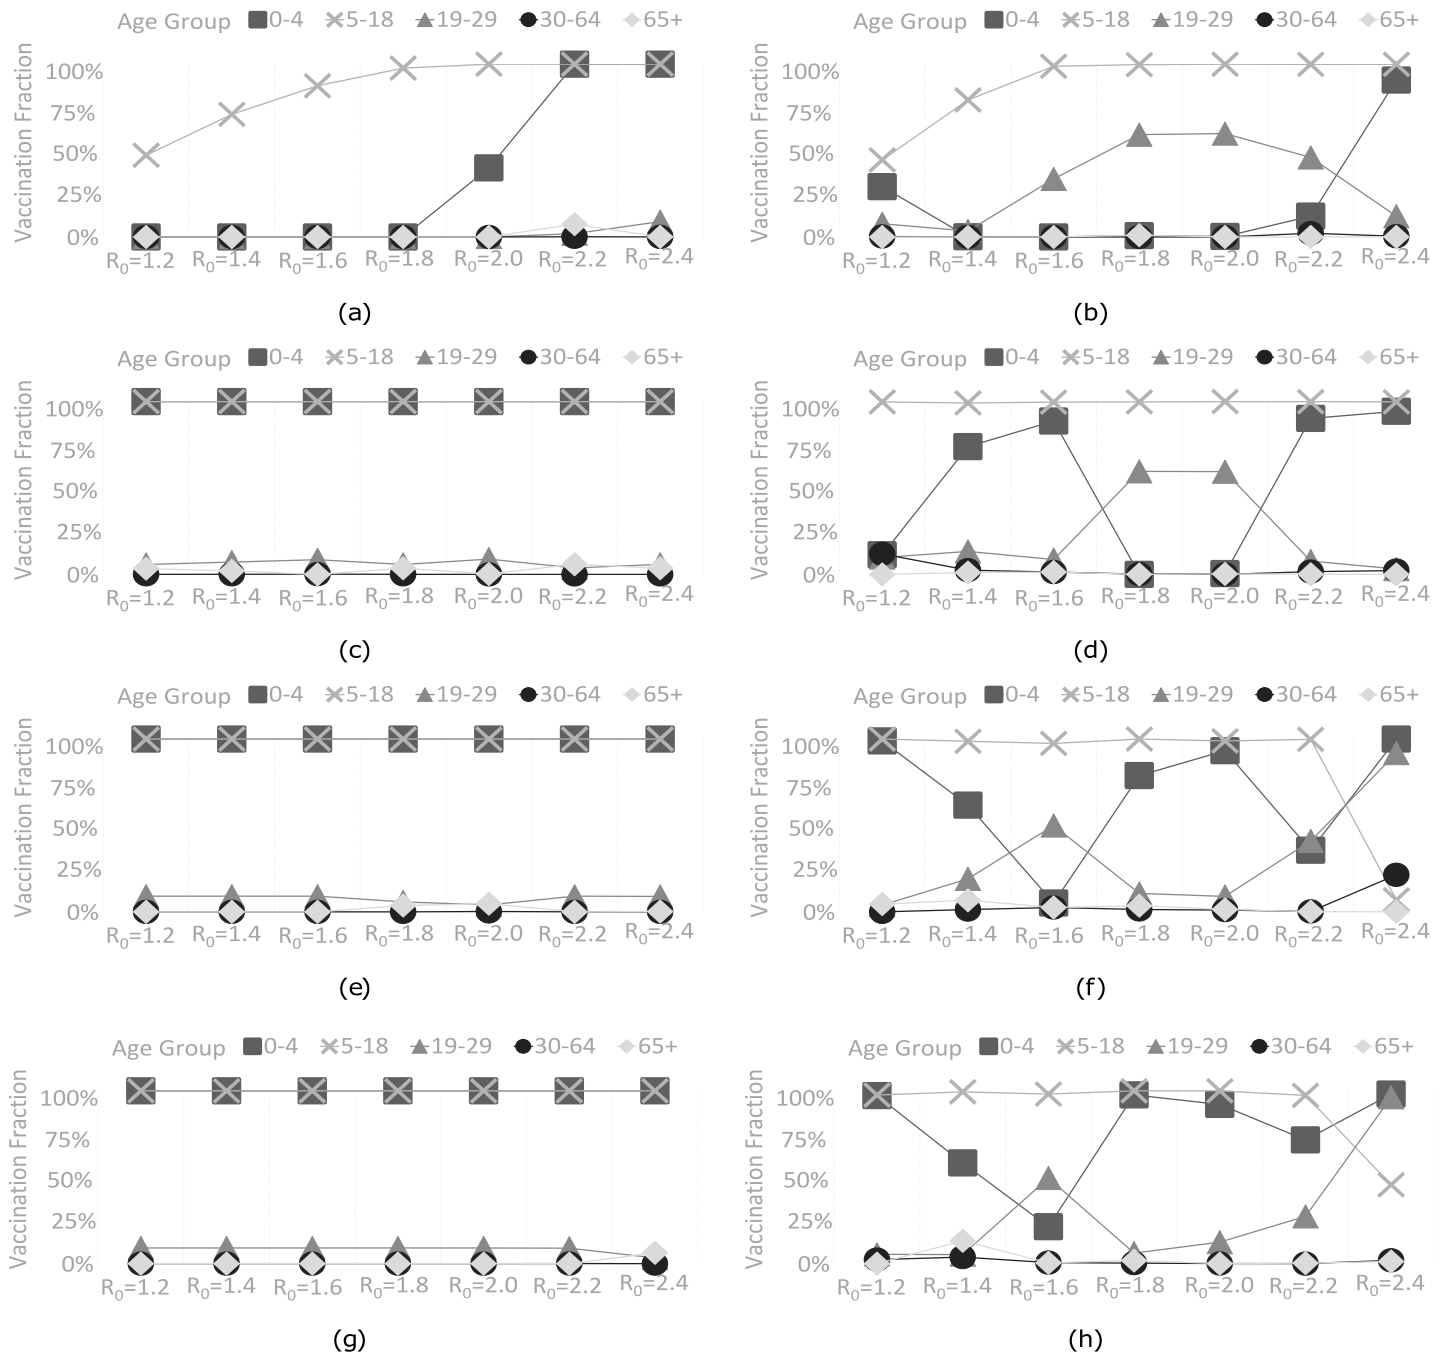 Age Group 0-4 5-18 19-29 30-64 65+
Vaccination Fraction
100%
75%
50%
25%
0%
R0=1.2 R0=1.4 R0=1.6 R0=1.8 R0=2.0 R0=2.2 R0=2.4
(a)
Age Group 0-4 5-18 19-29 30-64 65+
Vaccination Fraction
100%
75%
50%
25%
0%
R0=1.2 R0=1.4 R0=1.6 R0=1.8 R0=2.0 R0=2.2 R0=2.4
(b)
Age Group 0-4 5-18 19-29 30-64 65+
Vaccination Fraction
100%
75%
50%
25%
0%
R0=1.2 R0=1.4 R0=1.6 R0=1.8 R0=2.0 R0=2.2 R0=2.4
(c)
Age Group 0-4 5-18 19-29 30-64 65+
Vaccination Fraction
100%
75%
50%
25%
0%
R0=1.2 R0=1.4 R0=1.6 R0=1.8 R0=2.0 R0=2.2 R0=2.4
(d)
Age Group 0-4 5-18 19-29 30-64 65+
Vaccination Fraction
100%
75%
50%
25%
0%
R0=1.2 R0=1.4 R0=1.6 R0=1.8 R0=2.0 R0=2.2 R0=2.4
(e)
Age Group 0-4 5-18 19-29 30-64 65+
Vaccination Fraction
100%
75%
50%
25%
0%
R0=1.2 R0=1.4 R0=1.6 R0=1.8 R0=2.0 R0=2.2 R0=2.4
(f)
Age Group 0-4 5-18 19-29 30-64 65+
Vaccination Fraction
100%
75%
50%
25%
0%
R0=1.2 R0=1.4 R0=1.6 R0=1.8 R0=2.0 R0=2.2 R0=2.4
(g)
Age Group 0-4 5-18 19-29 30-64 65+
Vaccination Fraction
100%
75%
50%
25%
0%
R0=1.2 R0=1.4 R0=1.6 R0=1.8 R0=2.0 R0=2.2 R0=2.4
(h)